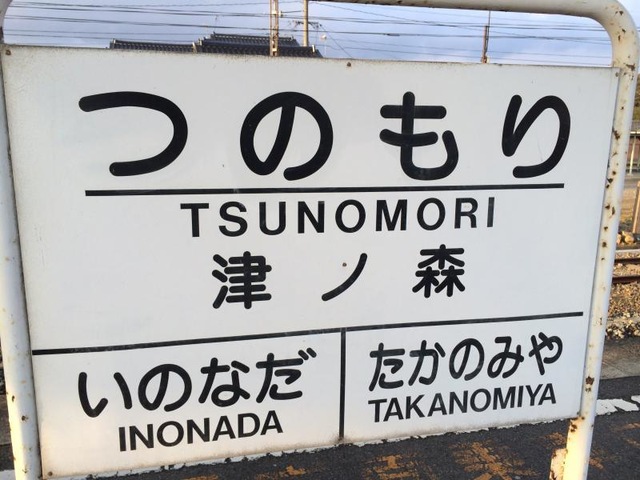 つのもり
TSUNOMORI
津ノ森
いのなだ
INONADA
たかのみや
TAKANOMIYA